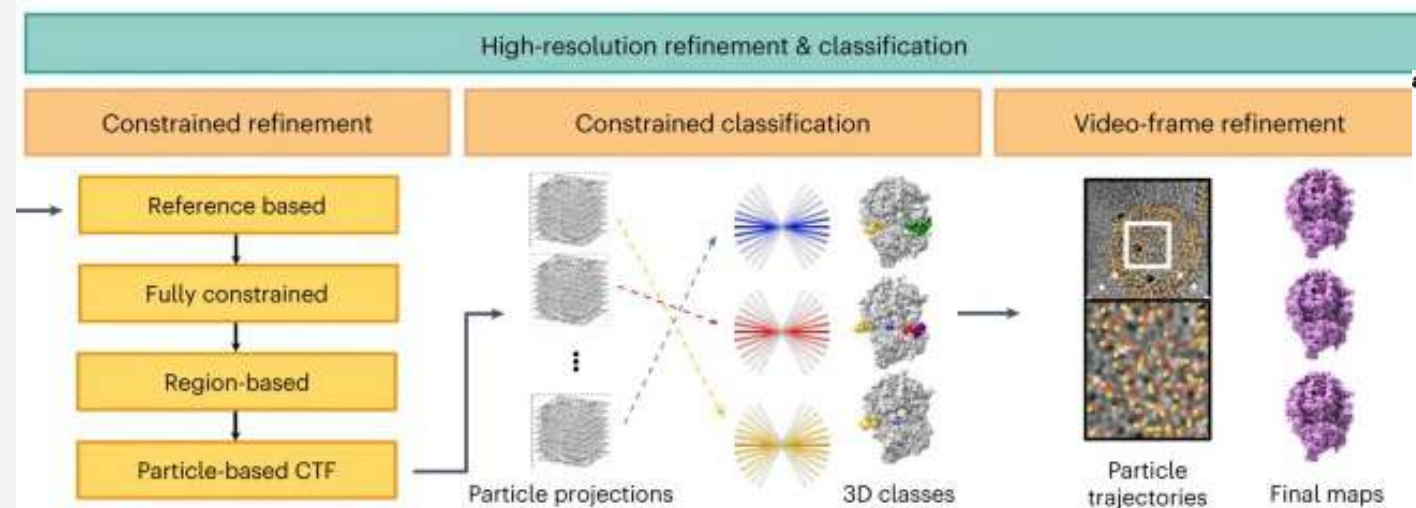 High-resolution refinement & classification
Constrained refinement
Constrained classification
Video-frame refinement
Reference based
Fully constrained
Region-based
Particle-based CTF
Particle projections
3D classes
Particle
trajectories
Final maps